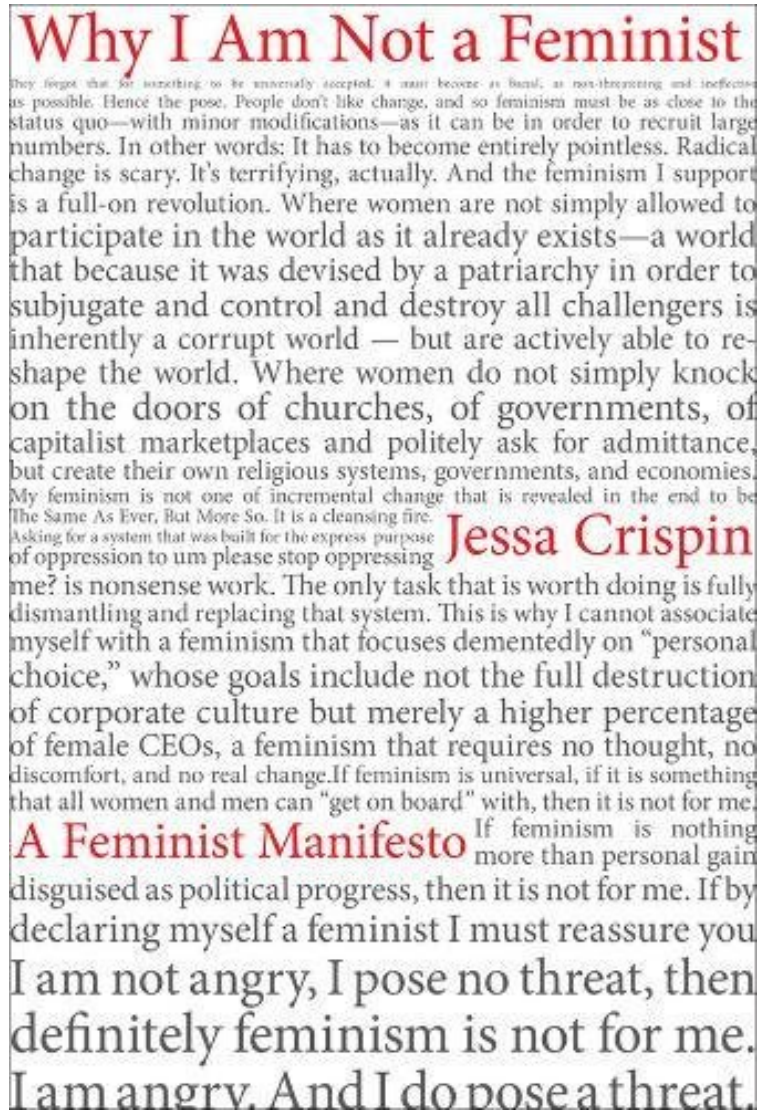 Why I Am Not a Feminist
They forgot that for something to be universally accepted, it must become as banal, as non-threatening and ineffective
as possible. Hence the pose. People don't like change, and so feminism must be as close to the
status quo—with minor modifications—as it can be in order to recruit large
numbers. In other words: It has to become entirely pointless. Radical
change is scary. It's terrifying, actually. And the feminism I support
is a full-on revolution. Where women are not simply allowed to
participate in the world as it already exists—a world
that because it was devised by a patriarchy in order to
subjugate and control and destroy all challengers is
inherently a corrupt world — but are actively able to re-
shape the world. Where women do not simply knock
on the doors of churches, of governments, of
capitalist marketplaces and politely ask for admittance,
but create their own religious systems, governments, and economies.
My feminism is not one of incremental change that is revealed in the end to be
The Same As Ever, But More So. It is a cleansing fire.
Asking for a system that was built for the express purpose
of oppression to um please stop oppressing
Jessa Crispin
me? is nonsense work. The only task that is worth doing is fully
dismantling and replacing that system. This is why I cannot associate
myself with a feminism that focuses dementedly on “personal
choice,” whose goals include not the full destruction
of corporate culture but merely a higher percentage
of female CEOs, a feminism that requires no thought, no
discomfort, and no real change.If feminism is universal, if it is something
that all women and men can “get on board” with, then it is not for me.
A Feminist Manifesto
If feminism is nothing
more than personal gain
disguised as political progress, then it is not for me. If by
declaring myself a feminist I must reassure you
I am not angry, I pose no threat, then
definitely feminism is not for me.
I am angry. And I do pose a threat.